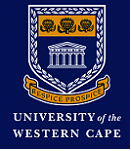 RESPICE PROSPICE
UNIVERSITY of the
WESTERN CAPE